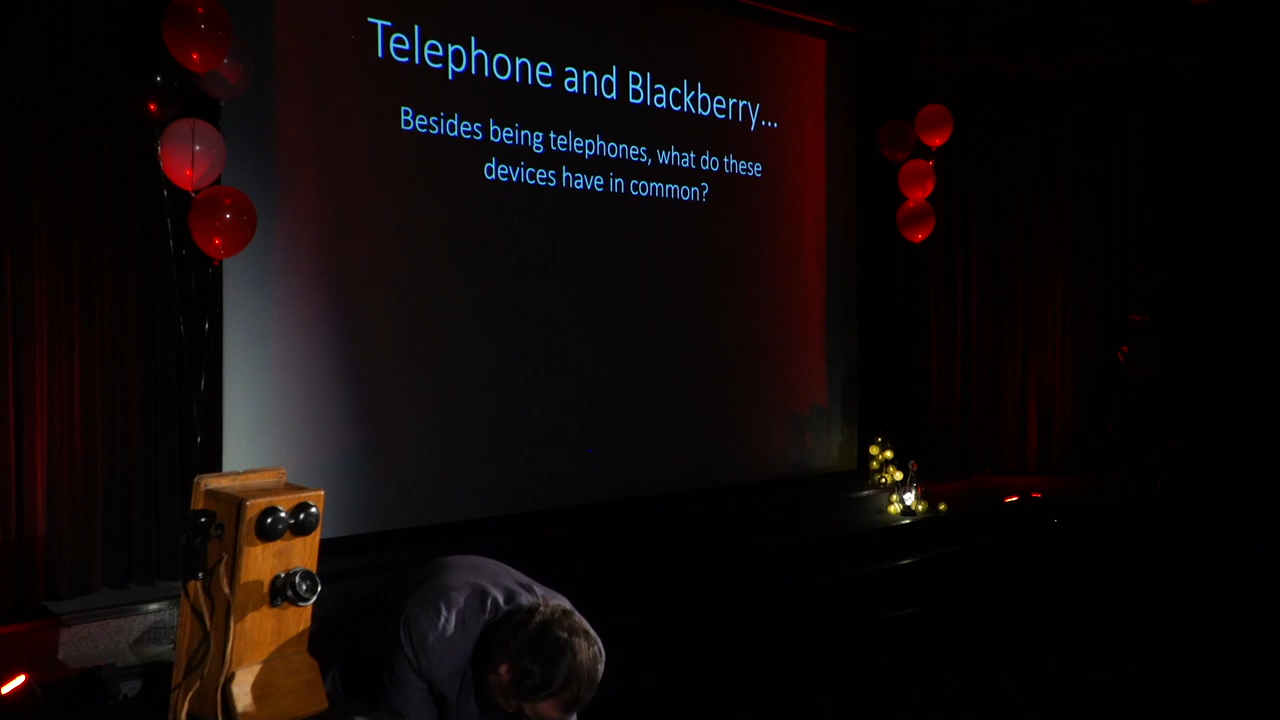 Telephone and Blackberry...
Besides being telephones, what do these
devices have in common?